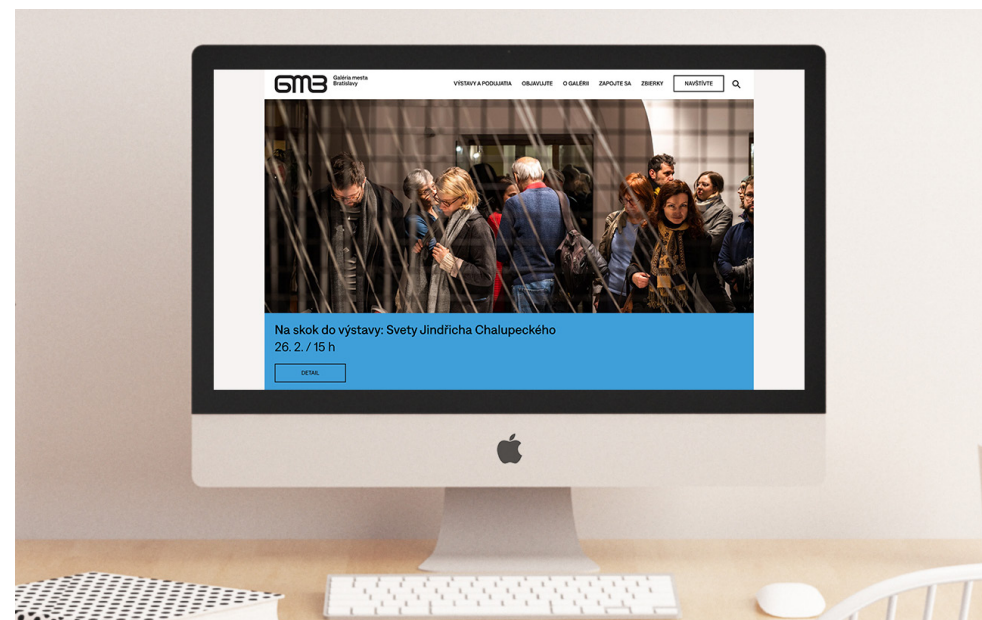 GMB
Galéria mesta
Bratislavy
VÝSTAVY A PODUJATIA OBJAVUJTE O GALÉRII ZAPOJTE SA ZBIERKY NAVŠTÍVTE
Na skok do výstavy: Svety Jindřicha Chalupeckého
26. 2. / 15 h
DETAIL